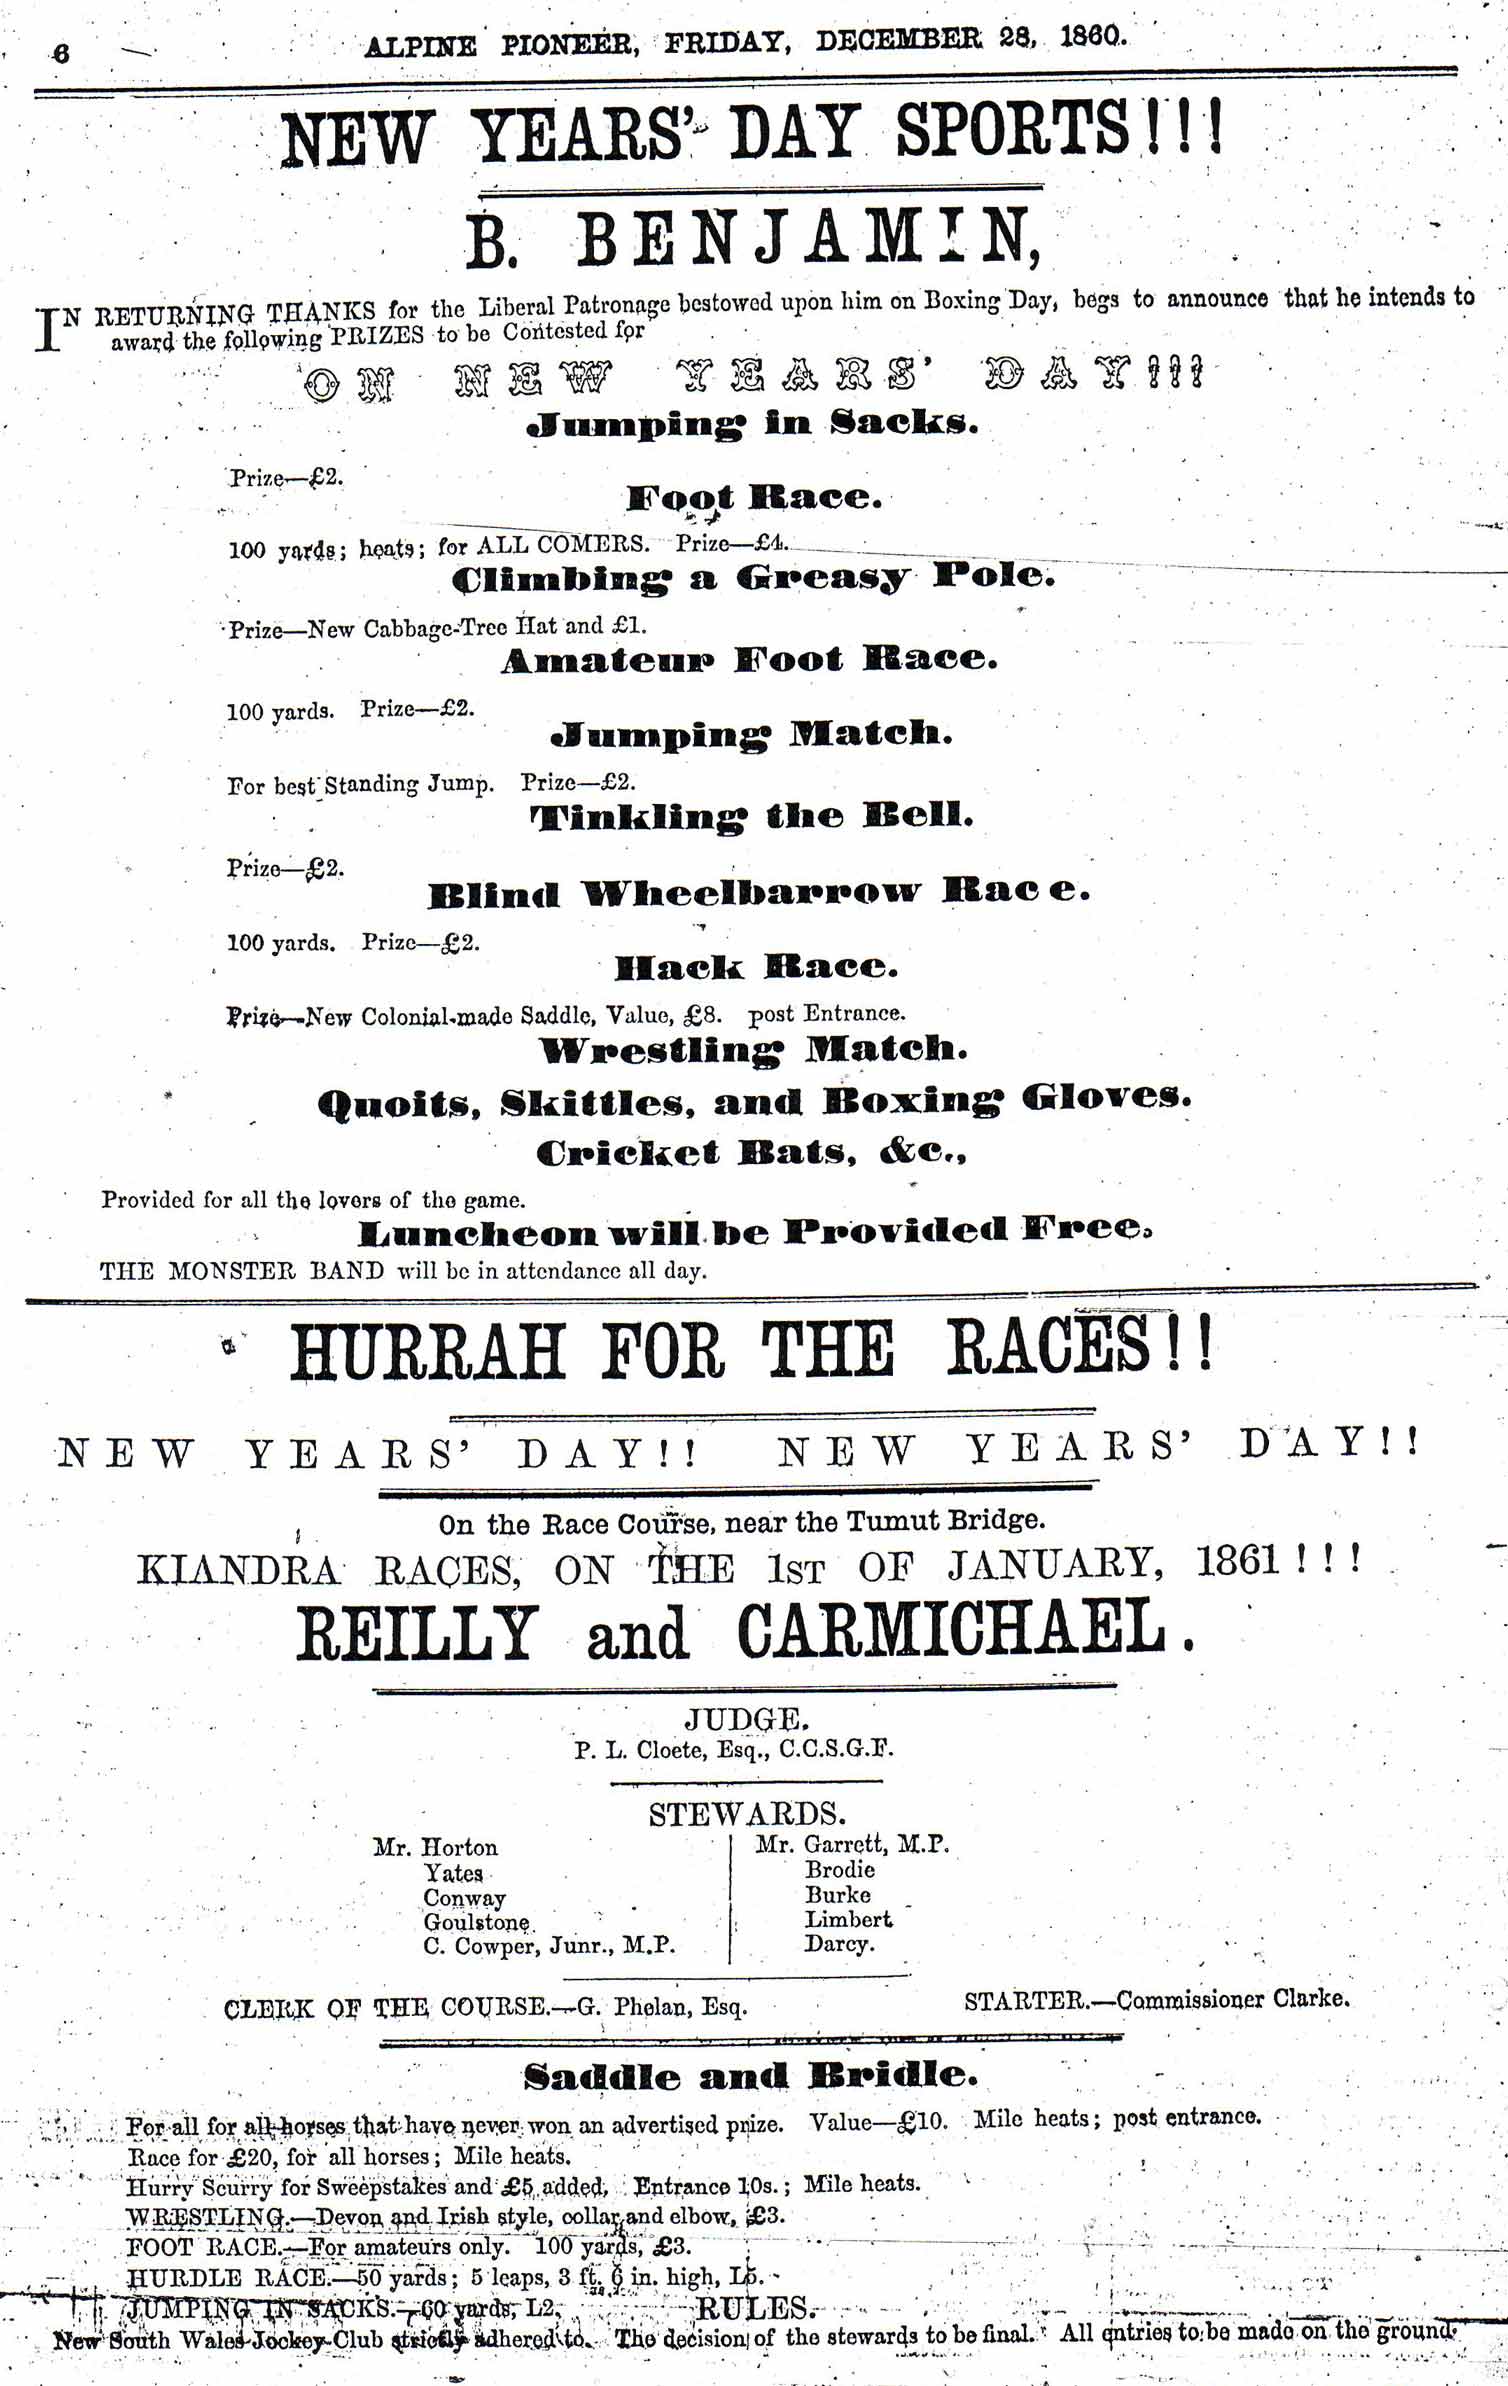 6
ALPINE PIONEER, FRIDAY, DECEMBER 28, 1860.
NEW YEARS' DAY SPORTS!!!
B. BENJAMIN,
IN RETURNING THANKS for the Liberal Patronage bestowed upon him on Boxing Day, begs to announce that he intends to
award the following PRIZES to be Contested for
ON NEW YEARS' DAY!!!
Jumping in Sacks.
Prize—£2.
Foot Race.
100 yards; heats; for ALL COMERS. Prize—£4.
Climbing a Greasy Pole.
Prize—New Cabbage-Tree Hat and £1.
Amateur Foot Race.
100 yards. Prize—£2.
Jumping Match.
For best Standing Jump. Prize—£2.
Tinkling the Bell.
Prize—£2.
Blind Wheelbarrow Race.
100 yards. Prize—£2.
Hack Race.
Prize—New Colonial-made Saddle, Value, £8. post Entrance.
Wrestling Match.
Quoits, Skittles, and Boxing Gloves.
Cricket Bats, &c.,
Provided for all the lovers of the game.
Luncheon will be Provided Free.
THE MONSTER BAND will be in attendance all day.
HURRAH FOR THE RACES!!
NEW YEARS' DAY!! NEW YEARS' DAY!!
On the Race Course, near the Tumut Bridge.
KIANDRA RACES, ON THE 1ST OF JANUARY, 1861!!!
REILLY and CARMICHAEL.
JUDGE.
P. L. Cloete, Esq., C.C.S.G.F.
STEWARDS.
Mr. Horton
Yates
Conway
Goulstone
C. Cowper, Junr., M.P.
Mr. Garrett, M.P.
Brodie
Burke
Limbert
Darcy.
CLERK OF THE COURSE.—G. Phelan, Esq.
STARTER.—Commissioner Clarke.
Saddle and Bridle.
For all for all horses that have never won an advertised prize. Value—£10. Mile heats; post entrance.
Race for £20, for all horses; Mile heats.
Hurry Scurry for Sweepstakes and £5 added, Entrance 10s.; Mile heats.
WRESTLING.—Devon and Irish style, collar and elbow, £3.
FOOT RACE.—For amateurs only. 100 yards, £3.
HURDLE RACE.—50 yards; 5 leaps, 3 ft. 6 in. high, L5.
JUMPING IN SACKS.—60 yards, L2,
RULES.
New South Wales Jockey Club strictly adhered to. The decision of the stewards to be final. All entries to be made on the ground.